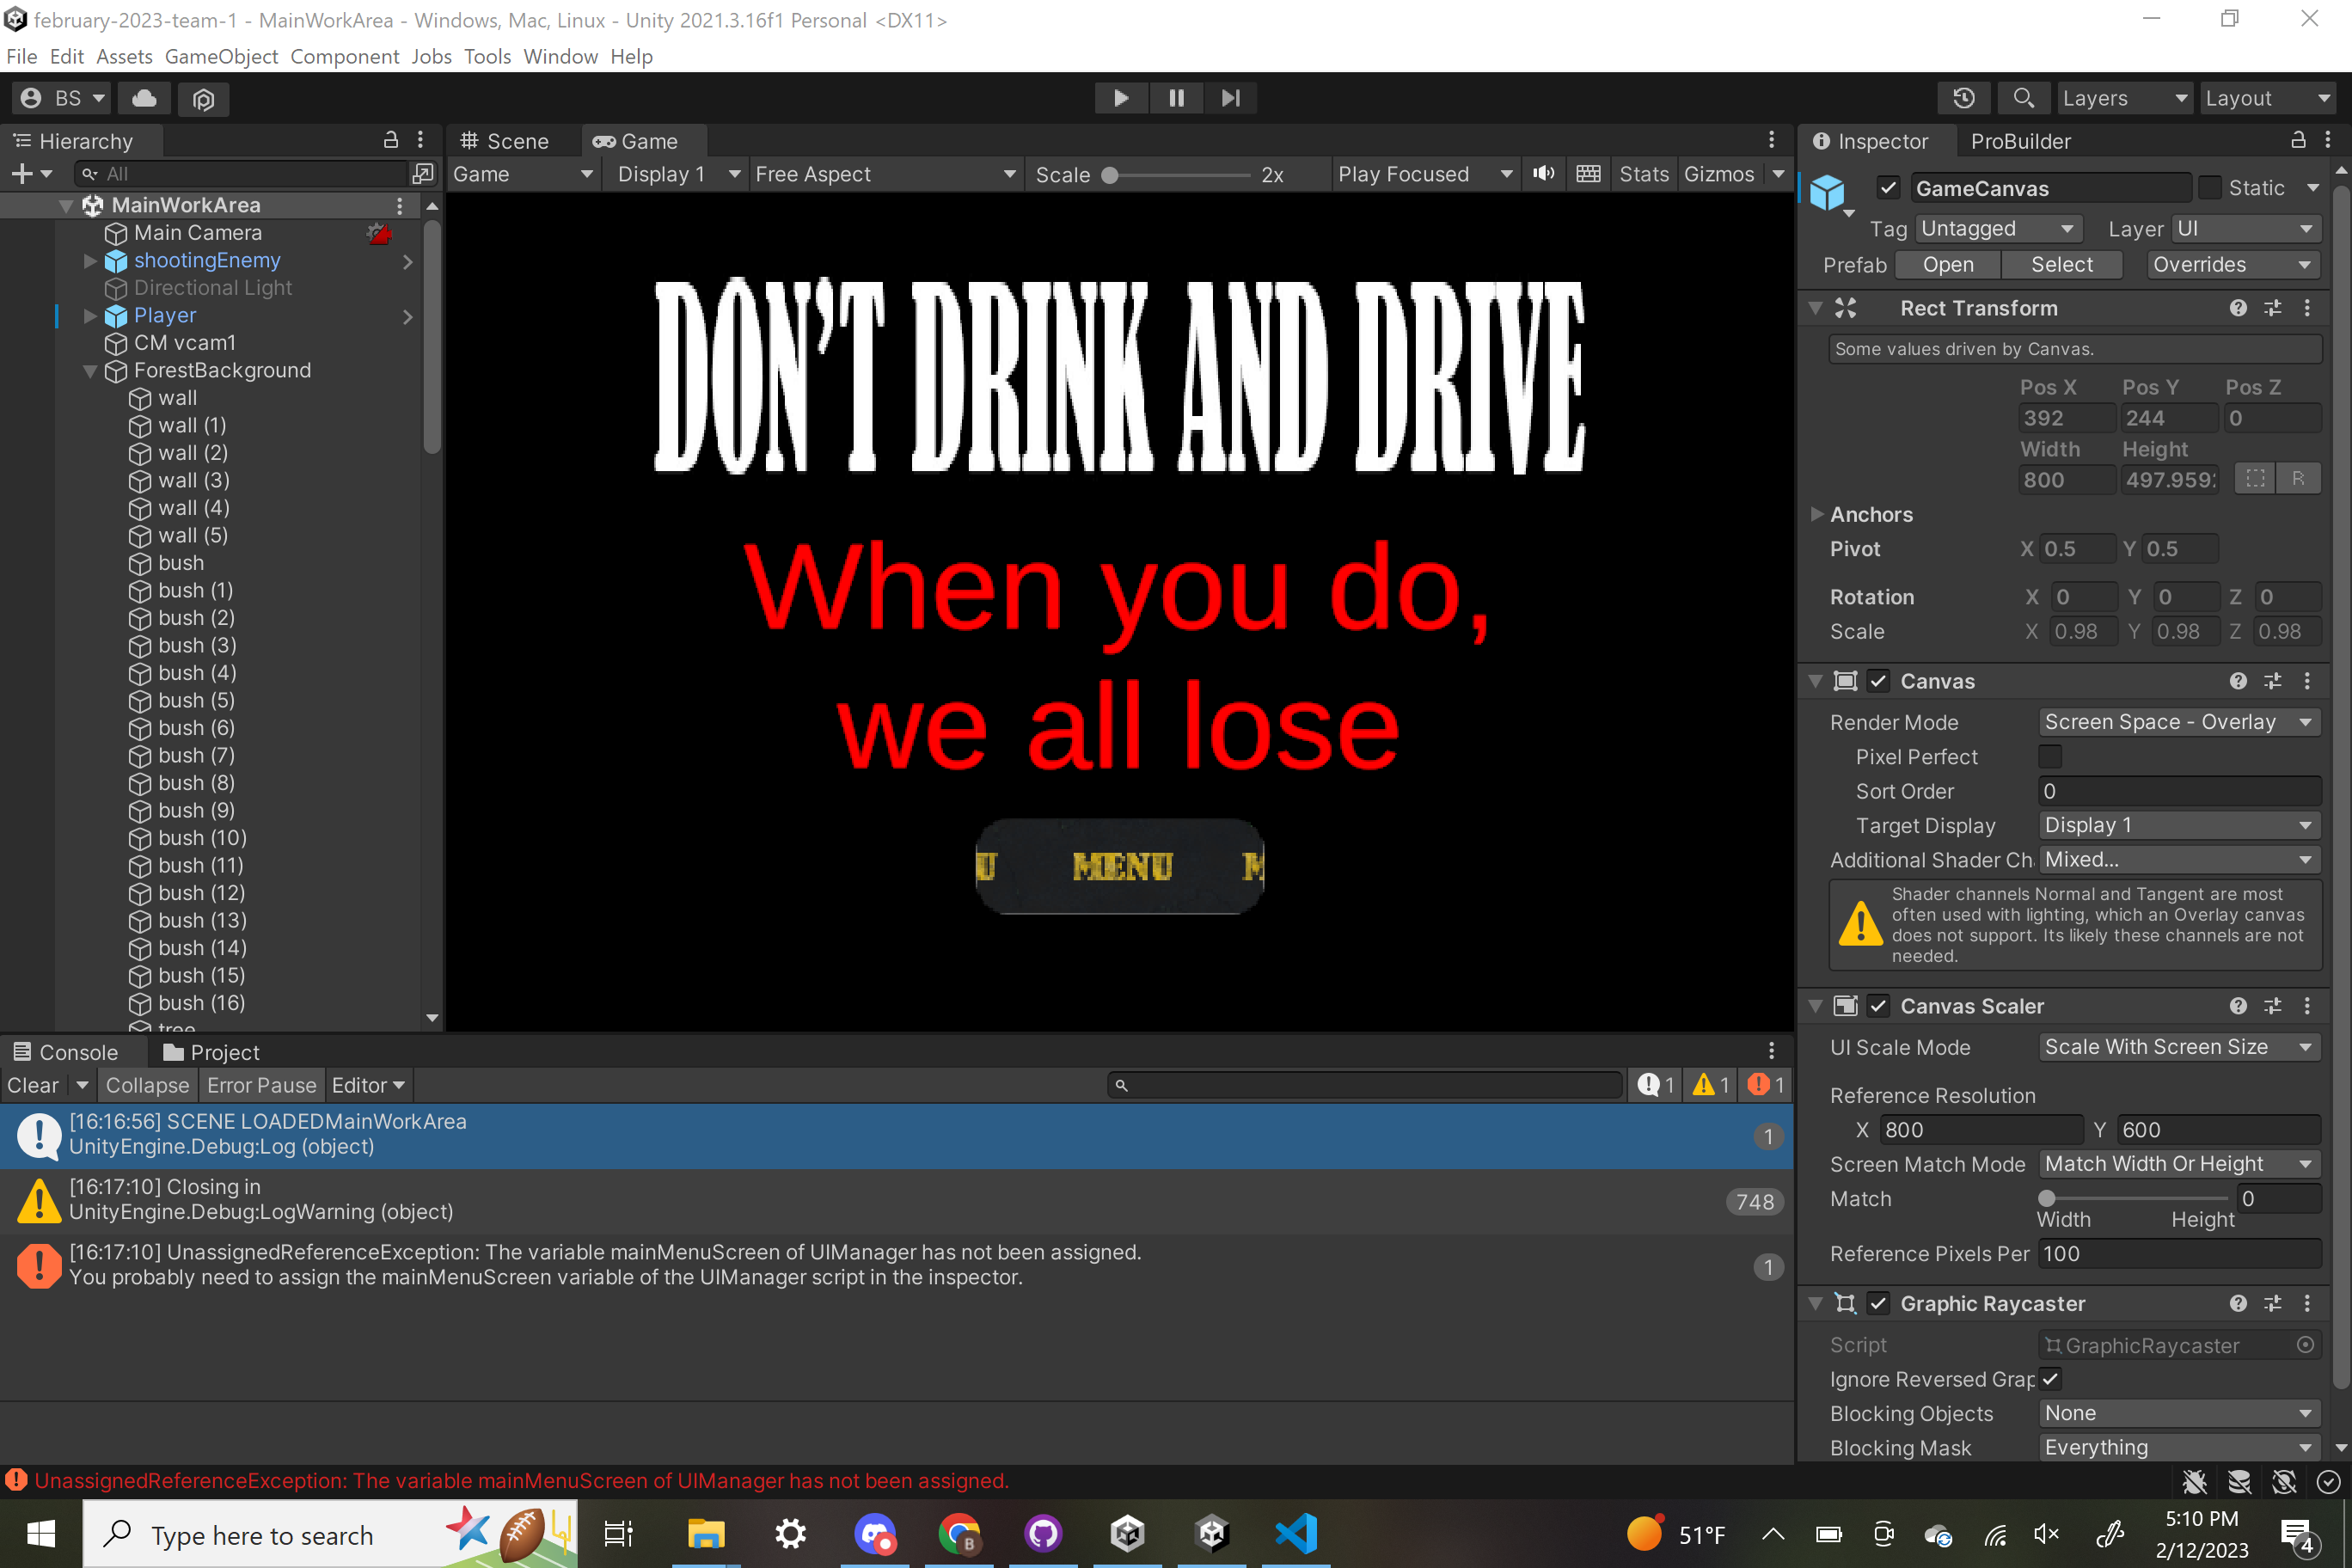 february-2023-team-1 - MainWorkArea - Windows, Mac, Linux - Unity 2021.3.16f1 Personal <DX11>
File Edit Assets GameObject Component Jobs Tools Window Help
BS
Layers
Layout
Hierarchy
All
MainWorkArea
Main Camera
shootingEnemy
Directional Light
Player
CM vcam1
ForestBackground
wall
wall (1)
wall (2)
wall (3)
wall (4)
wall (5)
bush
bush (1)
bush (2)
bush (3)
bush (4)
bush (5)
bush (6)
bush (7)
bush (8)
bush (9)
bush (10)
bush (11)
bush (12)
bush (13)
bush (14)
bush (15)
bush (16)
tree
Scene Game
Game Display 1 Free Aspect Scale 2x Play Focused Stats Gizmos
DON'T DRINK AND DRIVE
When you do,
we all lose
U MENU M
Console Project
Clear Collapse Error Pause Editor
1 1 1
[16:16:56] SCENE LOADEDMainWorkArea
UnityEngine.Debug:Log (object)
1
[16:17:10] Closing in
UnityEngine.Debug:LogWarning (object)
748
[16:17:10] UnassignedReferenceException: The variable mainMenuScreen of UIManager has not been assigned.
You probably need to assign the mainMenuScreen variable of the UIManager script in the inspector.
1
Inspector ProBuilder
GameCanvas Static
Tag Untagged Layer UI
Prefab Open Select Overrides
Rect Transform
Some values driven by Canvas.
Pos X Pos Y Pos Z
392 244 0
Width Height
800 497.959 R
Anchors
Pivot X 0.5 Y 0.5
Rotation X 0 Y 0 Z 0
Scale X 0.98 Y 0.98 Z 0.98
Canvas
Render Mode Screen Space - Overlay
Pixel Perfect
Sort Order 0
Target Display Display 1
Additional Shader Ch Mixed...
Shader channels Normal and Tangent are most
often used with lighting, which an Overlay canvas
does not support. Its likely these channels are not
needed.
Canvas Scaler
UI Scale Mode Scale With Screen Size
Reference Resolution
X 800 Y 600
Screen Match Mode Match Width Or Height
Match 0
Width Height
Reference Pixels Per 100
Graphic Raycaster
Script GraphicRaycaster
Ignore Reversed Grap
Blocking Objects None
Blocking Mask Everything
UnassignedReferenceException: The variable mainMenuScreen of UIManager has not been assigned.
Type here to search
B
51°F
5:10 PM
2/12/2023
4